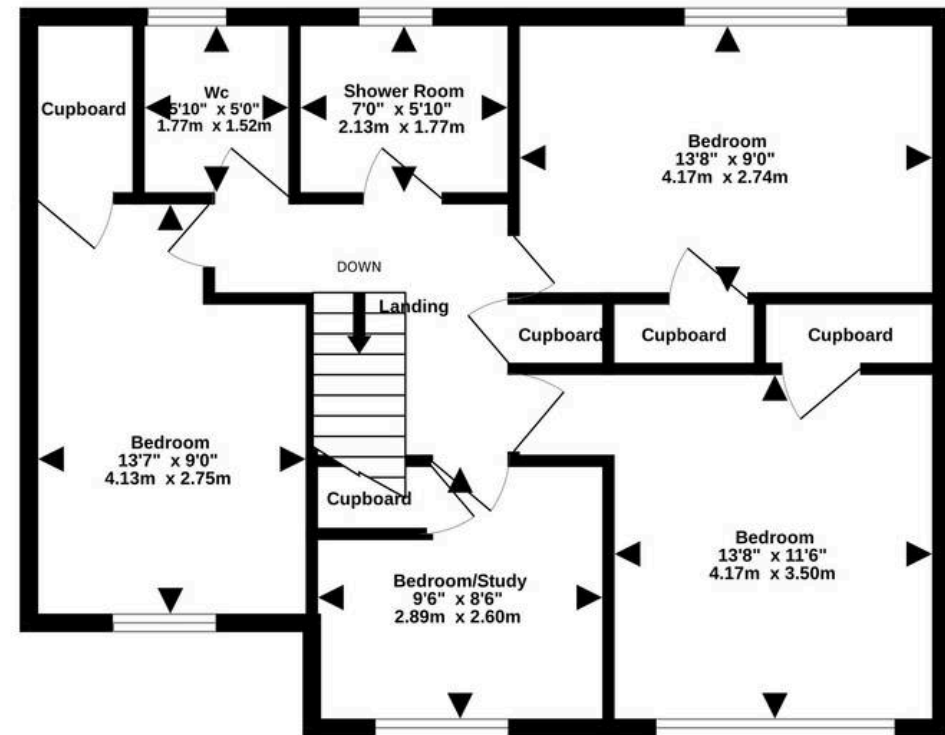 Cupboard
Wc
5'10" x 5'0"
1.77m x 1.52m
Shower Room
7'0" x 5'10"
2.13m x 1.77m
Bedroom
13'8" x 9'0"
4.17m x 2.74m
DOWN
Landing
Cupboard
Cupboard
Cupboard
Bedroom
13'7" x 9'0"
4.13m x 2.75m
Cupboard
Bedroom/Study
9'6" x 8'6"
2.89m x 2.60m
Bedroom
13'8" x 11'6"
4.17m x 3.50m